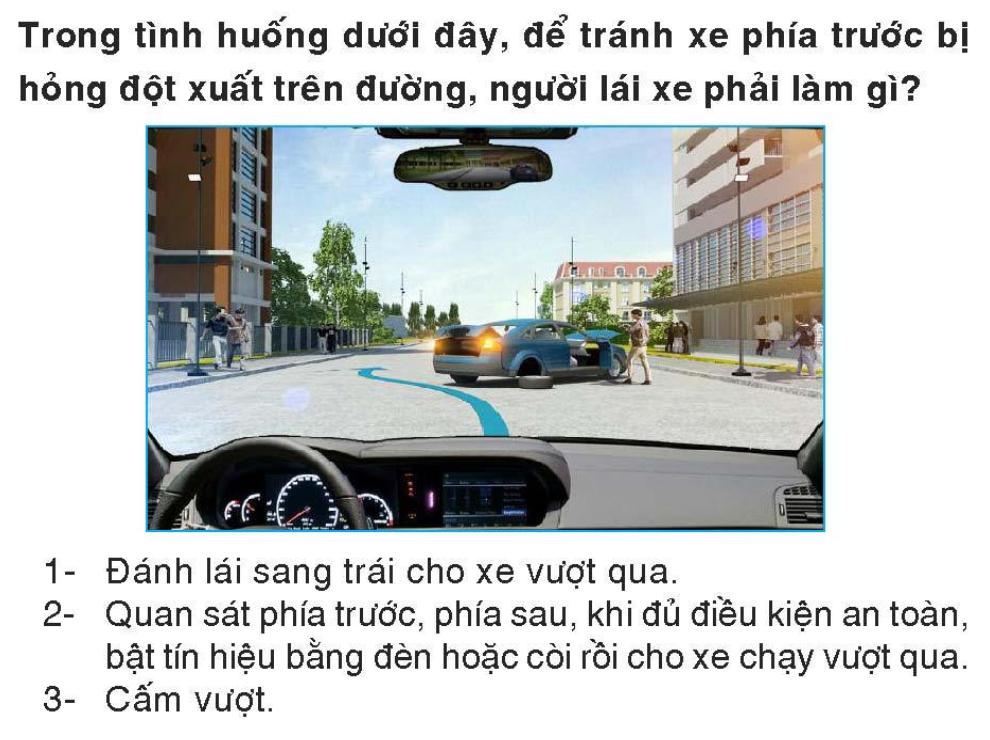 Trong tình huống dưới đây, để tránh xe phía trước bị
hỏng đột xuất trên đường, người lái xe phải làm gì?
1- Đánh lái sang trái cho xe vượt qua.
2- Quan sát phía trước, phía sau, khi đủ điều kiện an toàn,
bật tín hiệu bằng đèn hoặc còi rồi cho xe chạy vượt qua.
3- Cấm vượt.